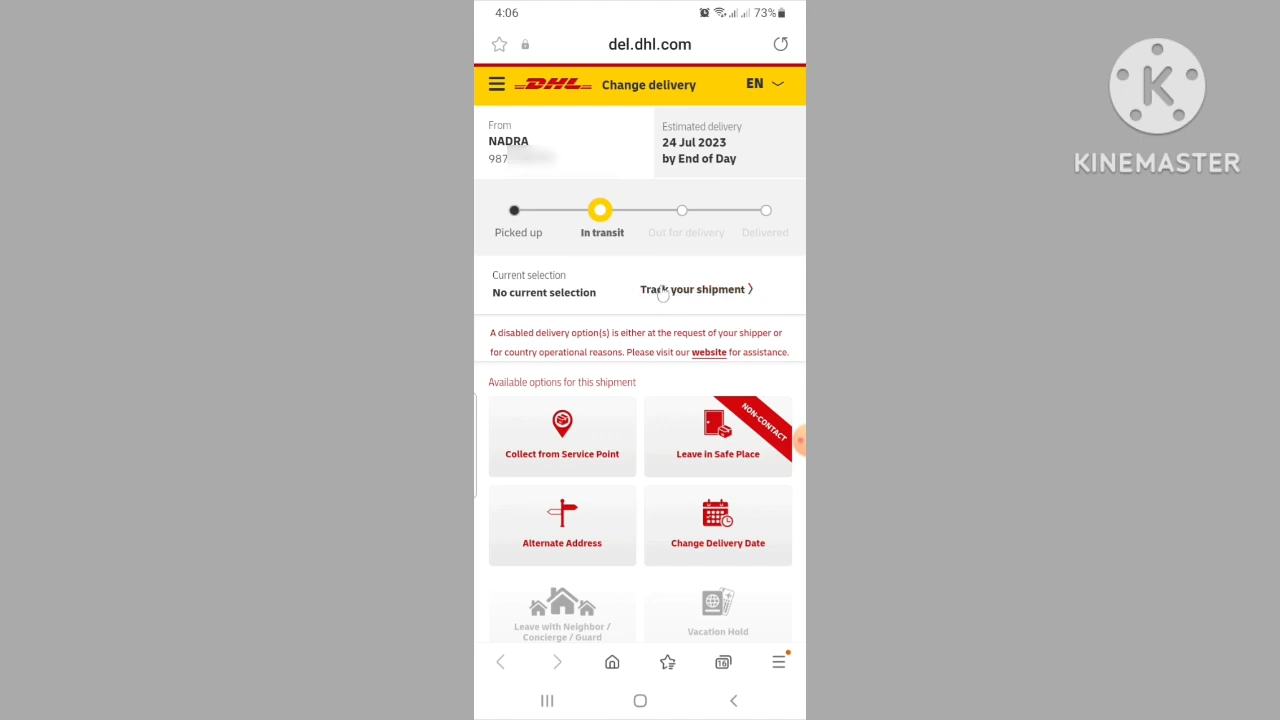 4:06
73%
del.dhl.com
DHL
Change delivery
EN
From
NADRA
987
Estimated delivery
24 Jul 2023
by End of Day
Picked up
In transit
Out for delivery
Delivered
Current selection
No current selection
Track your shipment
A disabled delivery option(s) is either at the request of your shipper or
for country operational reasons. Please visit our website for assistance.
Available options for this shipment
Collect from Service Point
NON-CONTACT
Leave in Safe Place
Alternate Address
Change Delivery Date
Leave with Neighbor /
Concierge / Guard
Vacation Hold
16
K
KINEMASTER